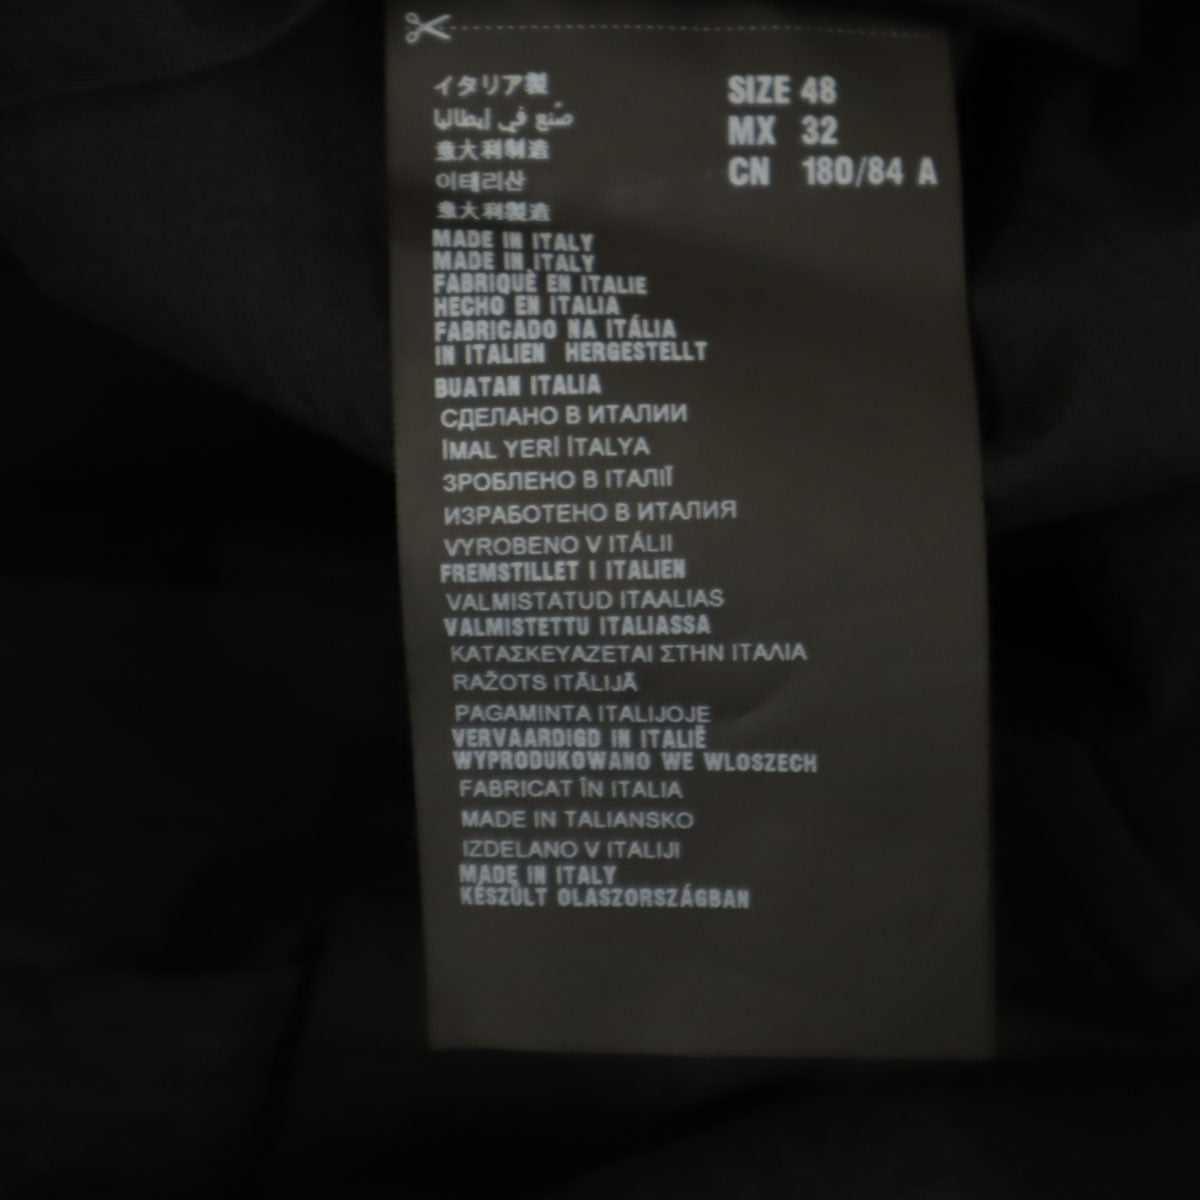 イタリア製
صُنع في إيطاليا
意大利制造
이테리산
意大利製造
MADE IN ITALY
MADE IN ITALY
FABRIQUÈ EN ITALIE
HECHO EN ITALIA
FABRICADO NA ITÁLIA
IN ITALIEN HERGESTELLT
BUATAN ITALIA
СДЕЛАНО В ИТАЛИИ
İMAL YERİ İTALYA
ЗРОБЛЕНО В ІТАЛІЇ
ИЗРАБОТЕНО В ИТАЛИЯ
VYROBENO V ITÁLII
FREMSTILLET I ITALIEN
VALMISTATUD ITAALIAS
VALMISTETTU ITALIASSA
ΚΑΤΑΣΚΕΥΑΖΕΤΑΙ ΣΤΗΝ ΙΤΑΛΙΑ
RAŽOTS ITĀLIJĀ
PAGAMINTA ITALIJOJE
VERVAARDIGD IN ITALIË
WYPRODUKOWANO WE WLOSZECH
FABRICAT ÎN ITALIA
MADE IN TALIANSKO
IZDELANO V ITALIJI
MADE IN ITALY
KÉSZÜLT OLASZORSZÁGBAN
SIZE 48
MX 32
CN 180/84 A